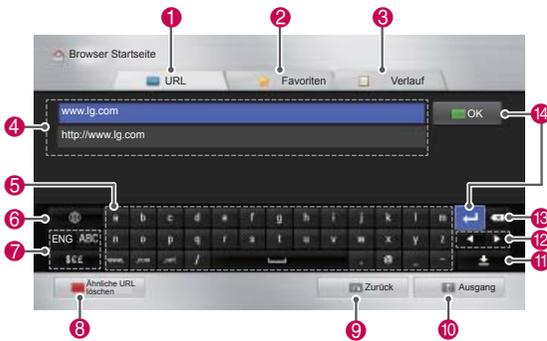 1 2 3
Browser Startseite
URL Favoriten Verlauf
4 www.lg.com OK 14
http://www.lg.com
5
6 a b c d e f g h i j k l m 13
7 ENG ABC n o p q r s t u v w x y z 12
$££ www. .com .net / . @ _ - 11
Ähnliche URL
löschen Zurück Ausgang
8 9 10